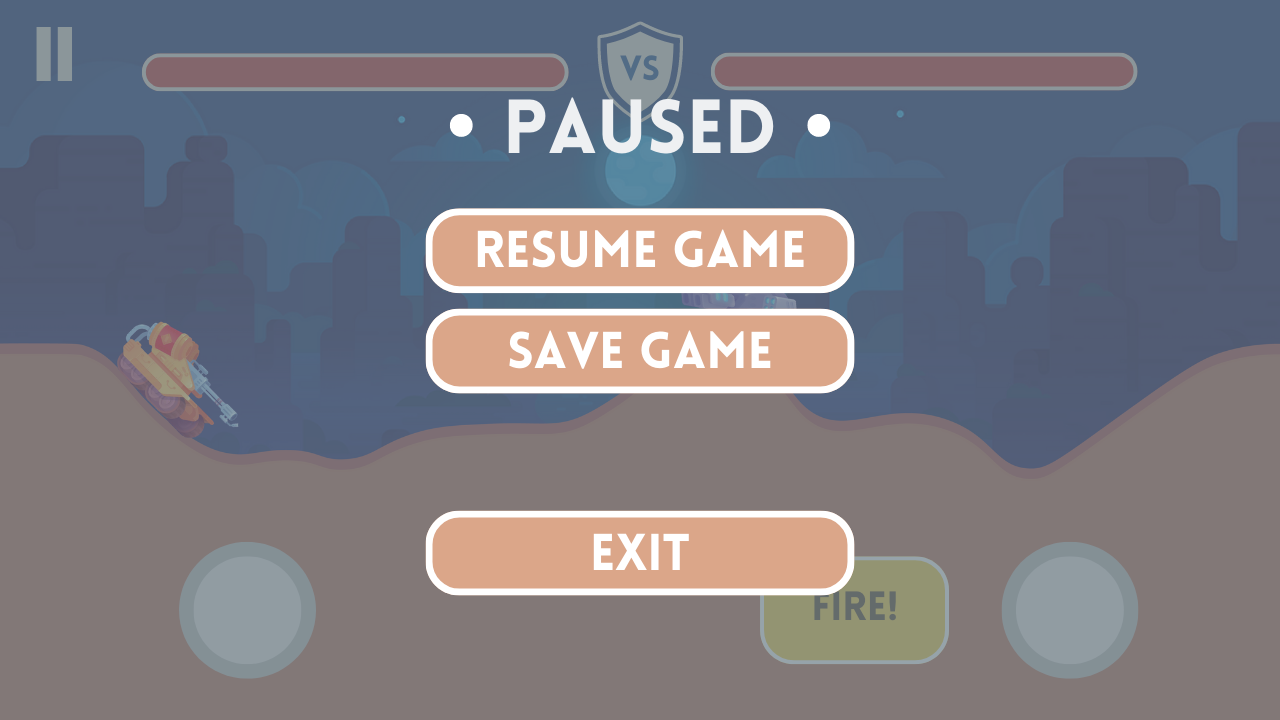 VS
• PAUSED •
RESUME GAME
SAVE GAME
EXIT
FIRE!